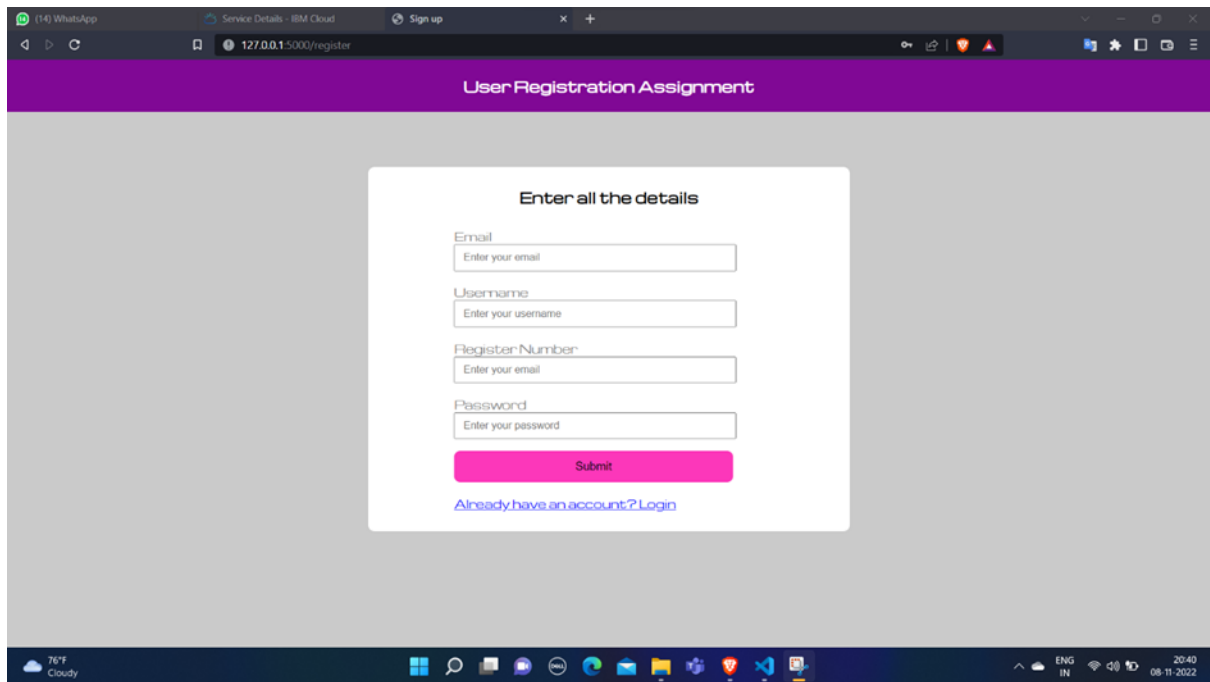 (14) WhatsApp
Service Details - IBM Cloud
Sign up
127.0.0.1:5000/register
User Registration Assignment
Enter all the details
Email
Enter your email
Username
Enter your username
Register Number
Enter your email
Password
Enter your password
Submit
Already have an account? Login
76°F
Cloudy
DELL
ENG
IN
20:40
08-11-2022